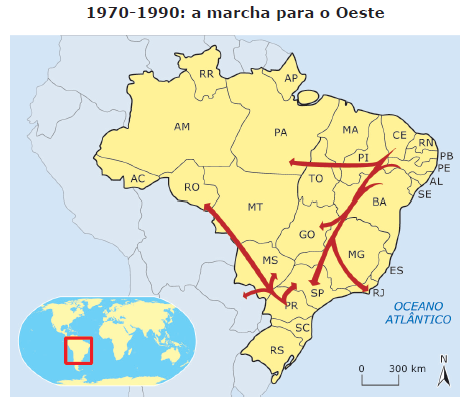 1970-1990: a marcha para o Oeste
RR
AP
AM
PA
MA
CE
RN
PB
PI
PE
AC
RO
TO
AL
SE
MT
BA
GO
MS
MG
ES
SP
RJ
PR
OCEANO
ATLÂNTICO
SC
RS
N
0 300 km